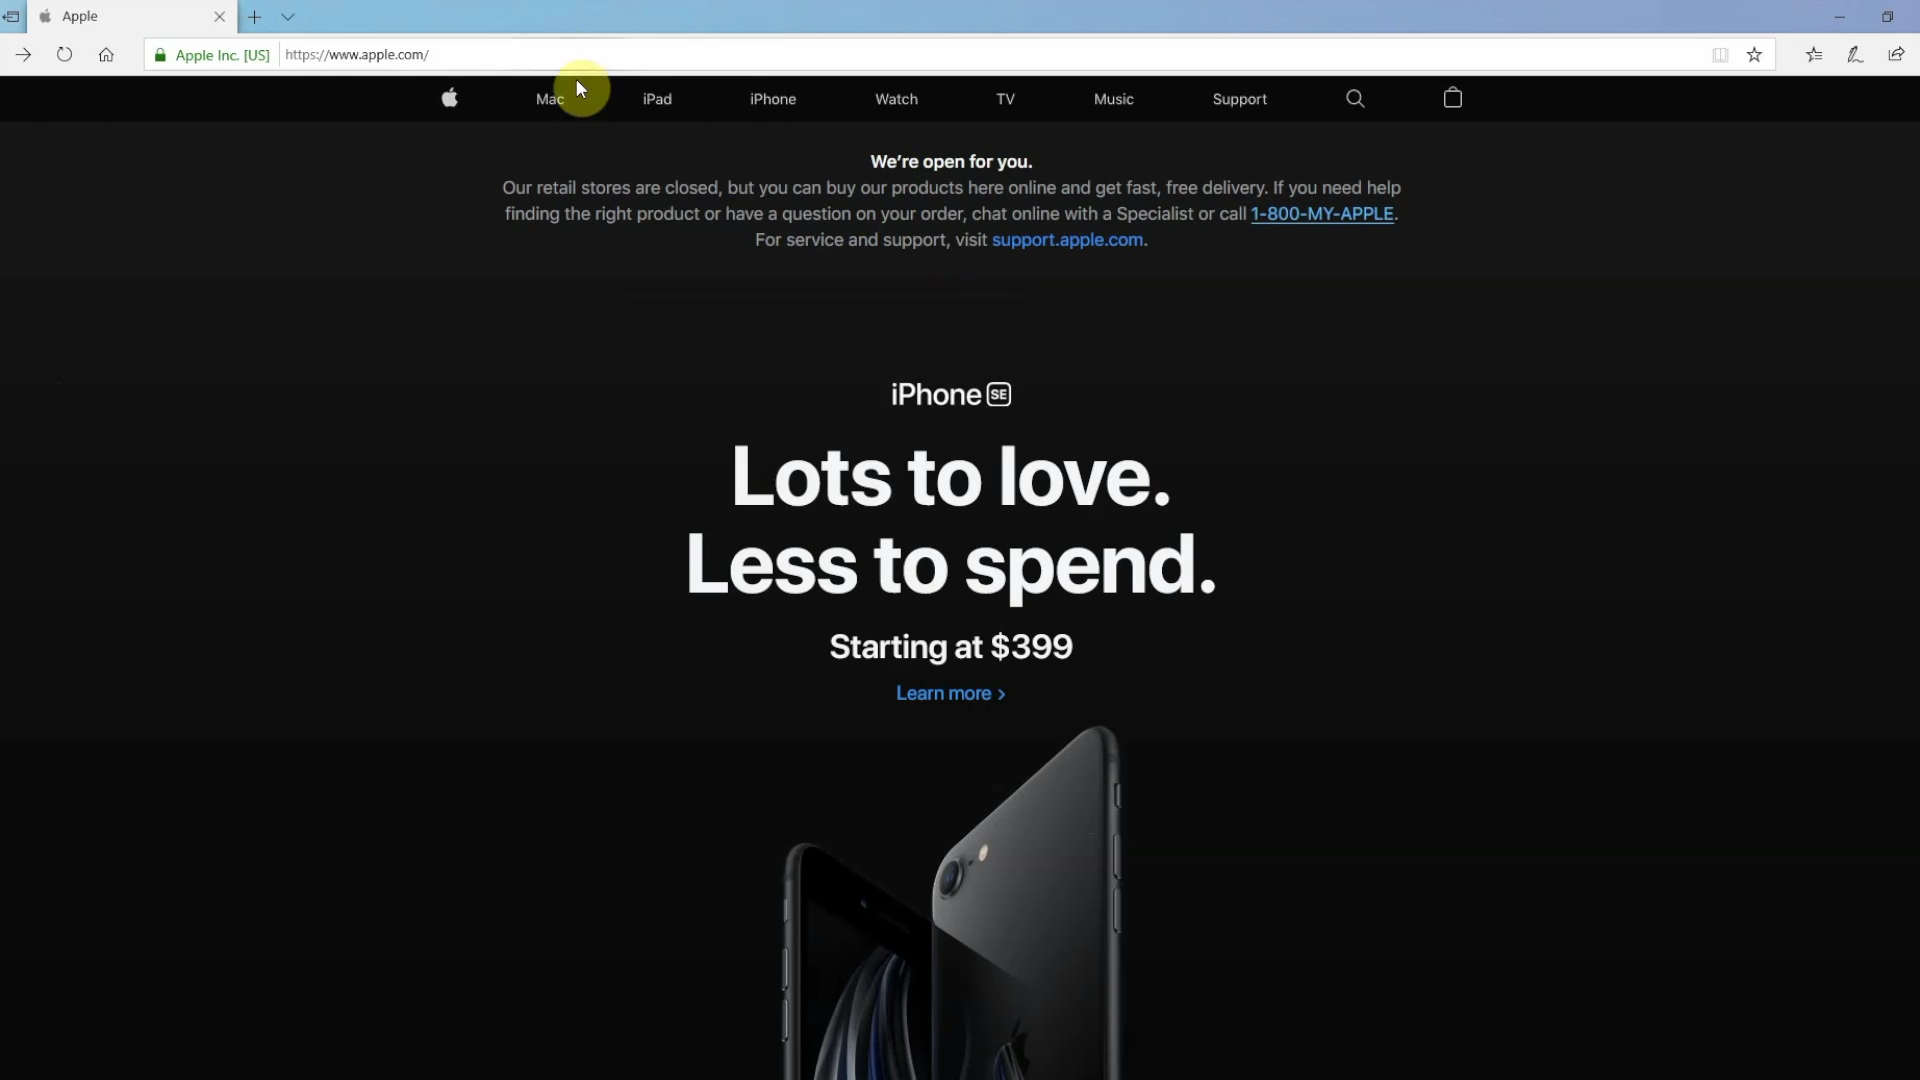 Apple
Apple Inc. [US] https://www.apple.com/
Mac iPad iPhone Watch TV Music Support
We’re open for you.
Our retail stores are closed, but you can buy our products here online and get fast, free delivery. If you need help
finding the right product or have a question on your order, chat online with a Specialist or call 1-800-MY-APPLE.
For service and support, visit support.apple.com.
iPhone SE
Lots to love.
Less to spend.
Starting at $399
Learn more >